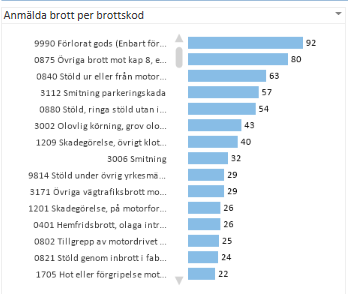 Anmälda brott per brottskod
9990 Förlorat gods (Enbart för... 92
0875 Övriga brott mot kap 8, e... 80
0840 Stöld ur eller från motor... 63
3112 Smitning parkeringskada 57
0880 Stöld, ringa stöld utan i... 54
3002 Olovlig körning, grov olo... 43
1209 Skadegörelse, övrigt klot... 40
3006 Smitning 32
9814 Stöld under övrig yrkesmä... 29
3171 Övriga vägtrafiksbrott mo... 29
1201 Skadegörelse, på motorfor... 26
0401 Hemfridsbrott, olaga intr... 26
0802 Tillgrepp av motordrivet ... 25
0821 Stöld genom inbrott i fab... 24
1705 Hot eller förgripelse mot... 22